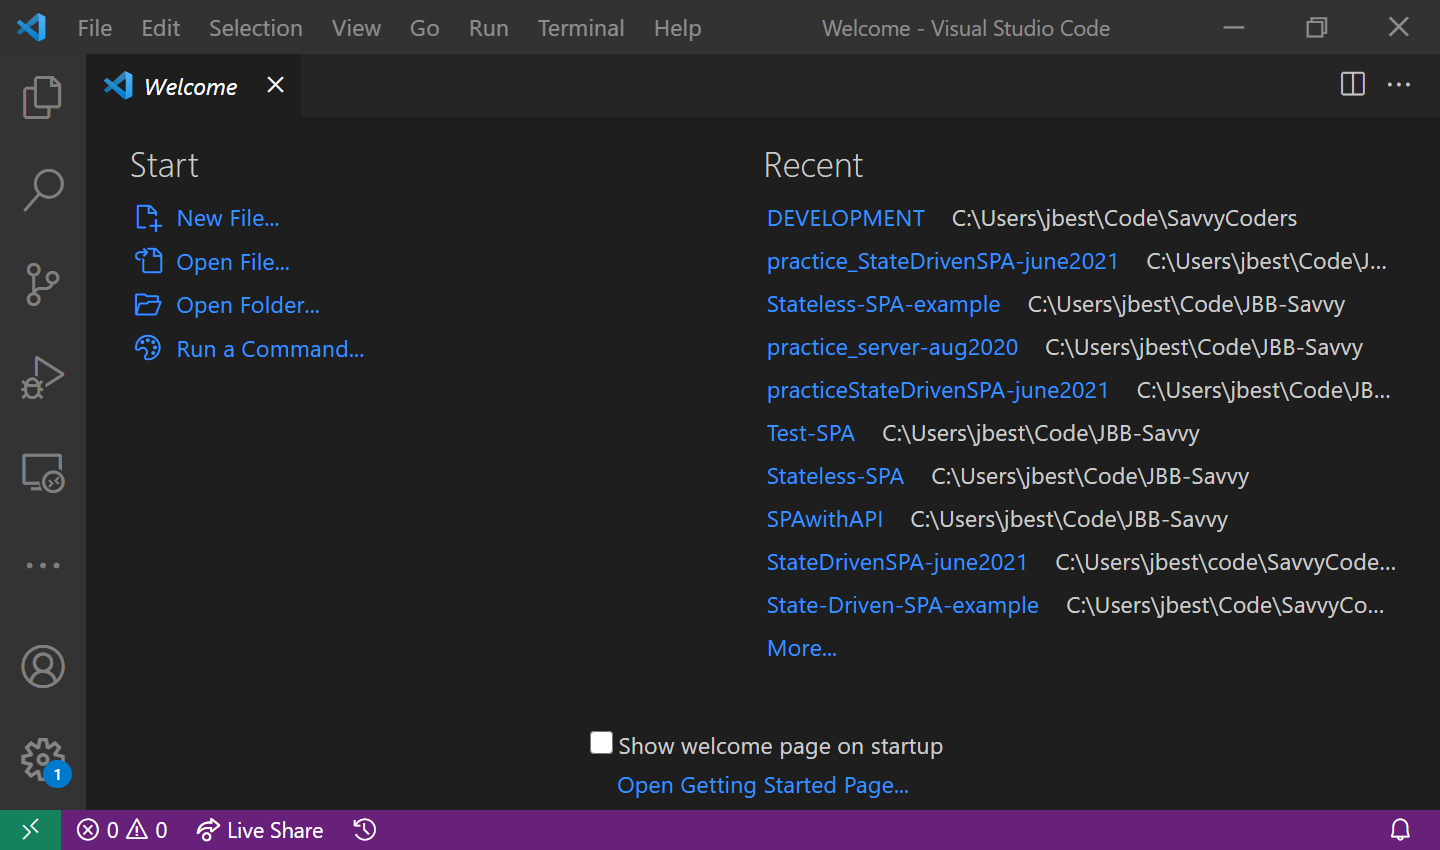 File Edit Selection View Go Run Terminal Help Welcome - Visual Studio Code
Welcome
Start
New File...
Open File...
Open Folder...
Run a Command...
Recent
DEVELOPMENT C:\Users\jbest\Code\SavvyCoders
practice_StateDrivenSPA-june2021 C:\Users\jbest\Code\J...
Stateless-SPA-example C:\Users\jbest\Code\JBB-Savvy
practice_server-aug2020 C:\Users\jbest\Code\JBB-Savvy
practiceStateDrivenSPA-june2021 C:\Users\jbest\Code\JB...
Test-SPA C:\Users\jbest\Code\JBB-Savvy
Stateless-SPA C:\Users\jbest\Code\JBB-Savvy
SPAwithAPI C:\Users\jbest\Code\JBB-Savvy
StateDrivenSPA-june2021 C:\Users\jbest\code\SavvyCode...
State-Driven-SPA-example C:\Users\jbest\Code\SavvyCo...
More...
Show welcome page on startup
Open Getting Started Page...
1
0 0 Live Share